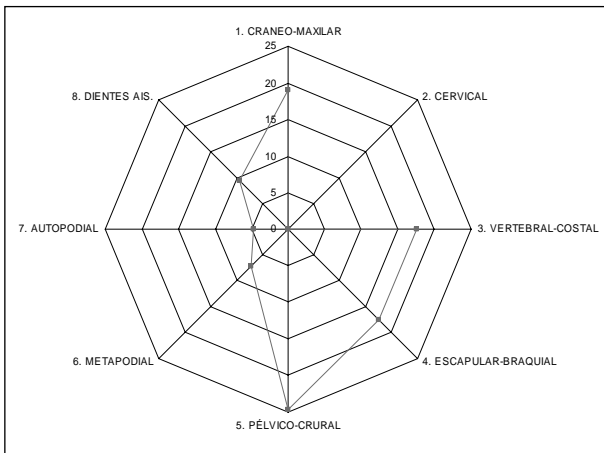 1. CRANEO-MAXILAR
25
20
15
10
5
0
2. CERVICAL
3. VERTEBRAL-COSTAL
4. ESCAPULAR-BRAQUIAL
5. PÉLVICO-CRURAL
6. METAPODIAL
7. AUTOPODIAL
8. DIENTES AIS.